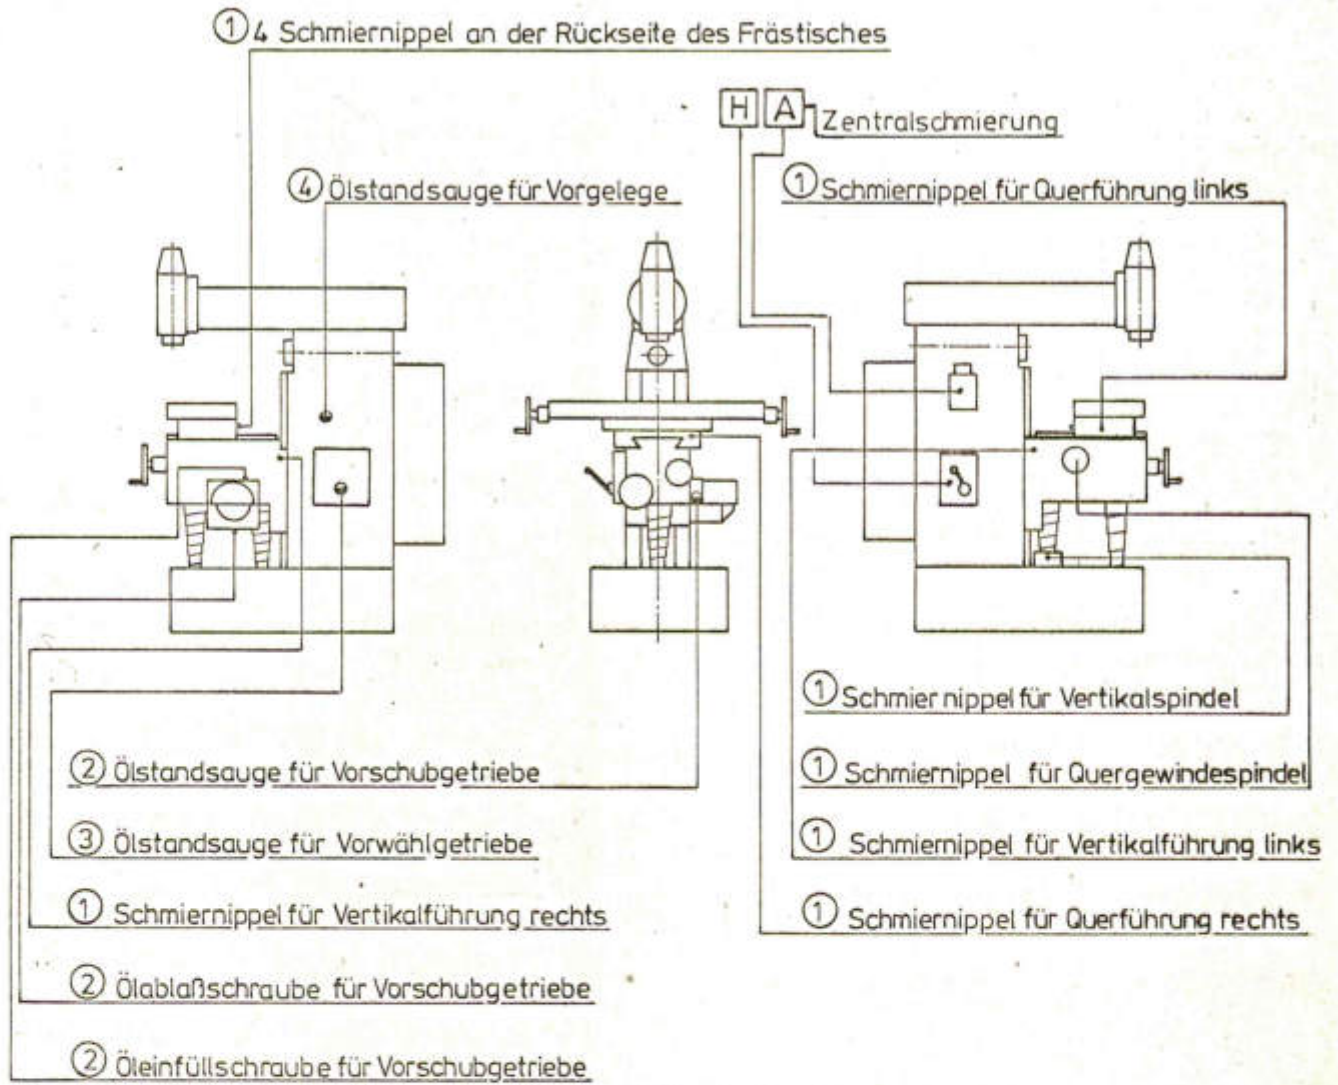 ① 4 Schmiernippel an der Rückseite des Frästisches
H A Zentralschmierung
④ Ölstandsauge für Vorgelege
① Schmiernippel für Querführung links
① Schmiernippel für Vertikalspindel
② Ölstandsauge für Vorschubgetriebe
① Schmiernippel für Quergewindespindel
③ Ölstandsauge für Vorwählgetriebe
① Schmiernippel für Vertikalführung links
① Schmiernippel für Vertikalführung rechts
① Schmiernippel für Querführung rechts
② Ölablaßschraube für Vorschubgetriebe
② Öleinfüllschraube für Vorschubgetriebe